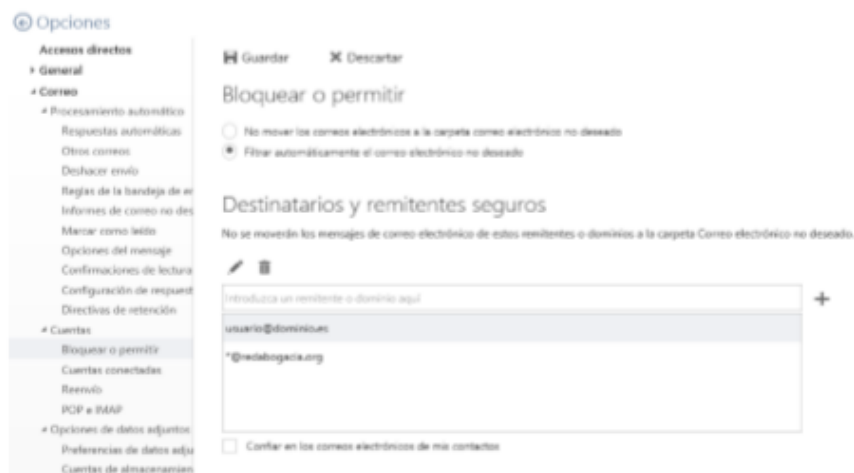 Opciones
Accesos directos
General
Correo
Procesamiento automático
Respuestas automáticas
Otros correos
Deshacer envío
Reglas de la bandeja de er
Informes de correo no des
Marcar como leído
Opciones del mensaje
Confirmaciones de lectura
Configuración de respuest
Directivas de retención
Cuentas
Bloquear o permitir
Cuentas conectadas
Reenvío
POP e IMAP
Opciones de datos adjuntos
Preferencias de datos adju
Cuentas de almacenamien
Guardar Descartar
Bloquear o permitir
No mover los correos electrónicos a la carpeta correo electrónico no deseado
Filtrar automáticamente el correo electrónico no deseado
Destinatarios y remitentes seguros
No se moverán los mensajes de correo electrónico de estos remitentes o dominios a la carpeta Correo electrónico no deseado.
Introduzca un remitente o dominio aquí
usuario@dominio.es
*@redabogacia.org
Confiar en los correos electrónicos de mis contactos